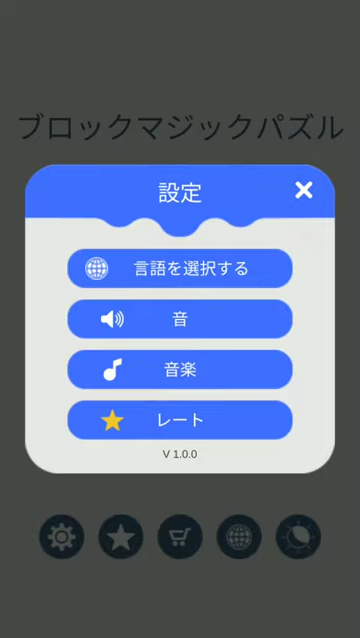 ブロックマジックパズル
設定
言語を選択する
音
音楽
レート
V 1.0.0